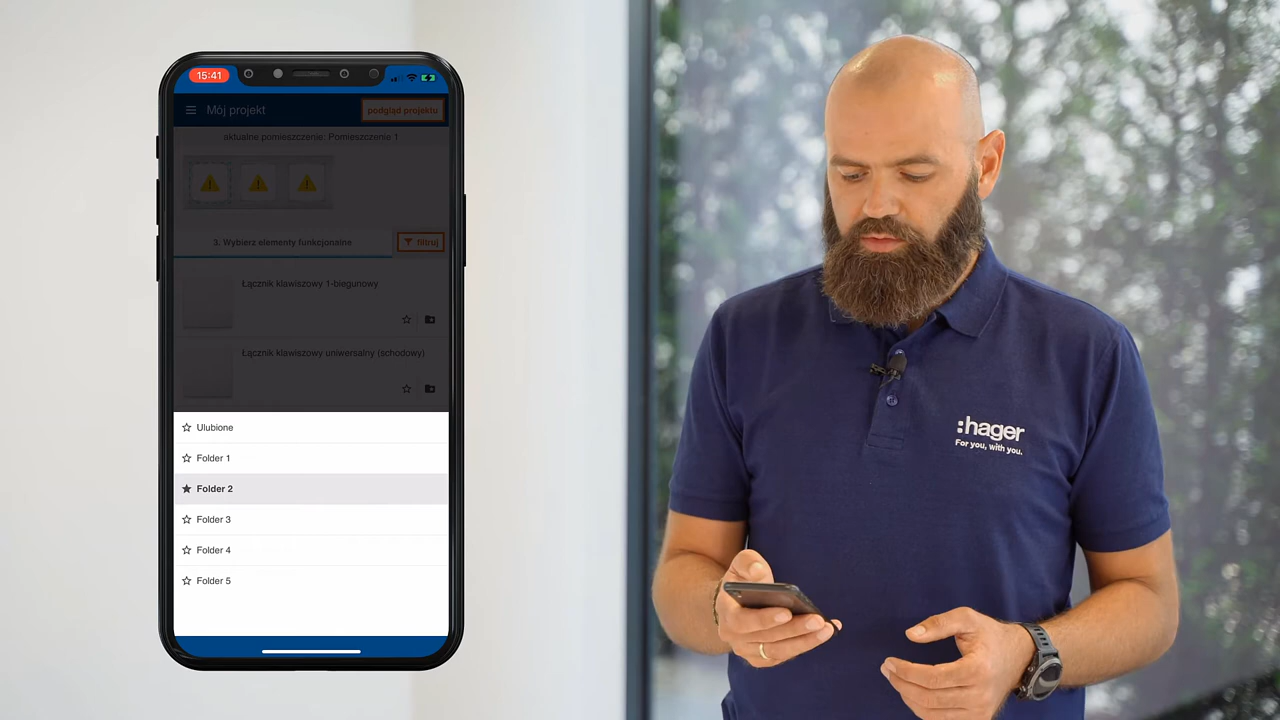 15:41
Mój projekt
podgląd projektu
aktualne pomieszczenie: Pomieszczenie 1
3. Wybierz elementy funkcjonalne
filtruj
Łącznik klawiszowy 1-biegunowy
Łącznik klawiszowy uniwersalny (schodowy)
Ulubione
Folder 1
Folder 2
Folder 3
Folder 4
Folder 5
:hager
For you, with you.